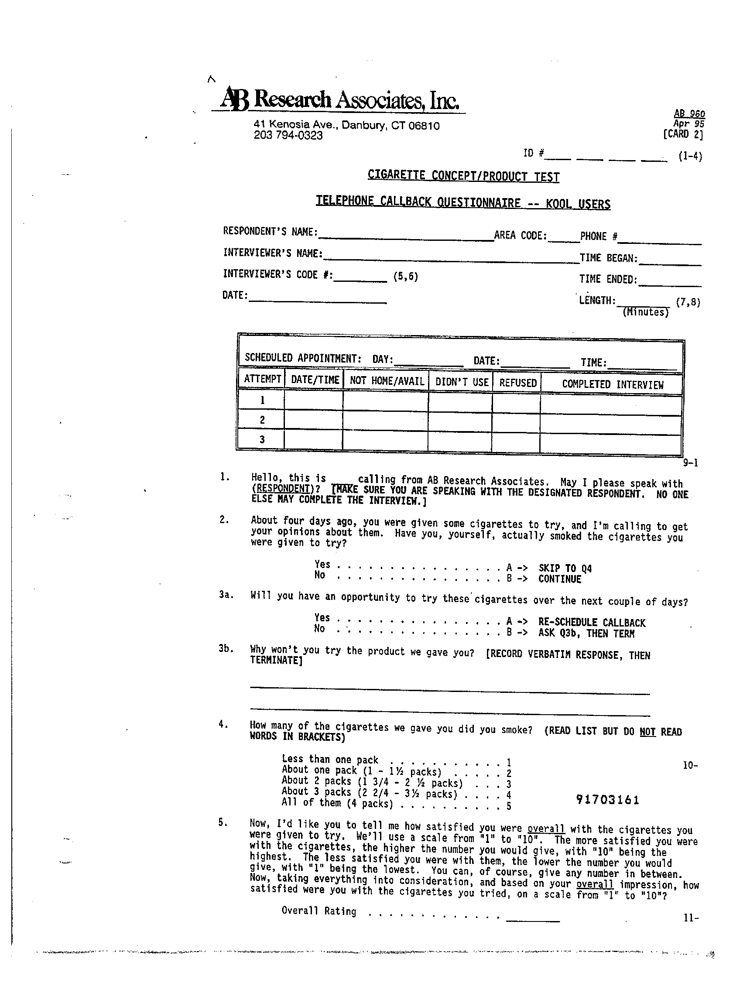 AB Research Associates, Inc.
41 Kenosia Ave., Danbury, CT 06810
203 794-0323
AB 960
Apr 95
[CARD 2]
ID #___ ___ ___ ___ (1-4)
CIGARETTE CONCEPT/PRODUCT TEST
TELEPHONE CALLBACK QUESTIONNAIRE -- KOOL USERS
RESPONDENT'S NAME:________ AREA CODE:_____ PHONE #________
INTERVIEWER'S NAME:________ TIME BEGAN:________
INTERVIEWER'S CODE #:________ (5,6) TIME ENDED:________
DATE:________ LENGTH:________ (7,8)
(Minutes)
SCHEDULED APPOINTMENT: DAY:________ DATE:________ TIME:________
ATTEMPT DATE/TIME NOT HOME/AVAIL DIDN'T USE REFUSED COMPLETED INTERVIEW
1
2
3
9-1
1. Hello, this is ____ calling from AB Research Associates. May I please speak with
(RESPONDENT)? [MAKE SURE YOU ARE SPEAKING WITH THE DESIGNATED RESPONDENT. NO ONE
ELSE MAY COMPLETE THE INTERVIEW.]
2. About four days ago, you were given some cigarettes to try, and I'm calling to get
your opinions about them. Have you, yourself, actually smoked the cigarettes you
were given to try?
Yes . . . . . . . . . . . . . . . . A -> SKIP TO Q4
No . . . . . . . . . . . . . . . . B -> CONTINUE
3a. Will you have an opportunity to try these cigarettes over the next couple of days?
Yes . . . . . . . . . . . . . . . . A -> RE-SCHEDULE CALLBACK
No . . . . . . . . . . . . . . . . B -> ASK Q3b, THEN TERM
3b. Why won't you try the product we gave you? [RECORD VERBATIM RESPONSE, THEN
TERMINATE]
4. How many of the cigarettes we gave you did you smoke? (READ LIST BUT DO NOT READ
WORDS IN BRACKETS)
Less than one pack . . . . . . . . . . . 1 10-
About one pack (1 - 1½ packs) . . . . . 2
About 2 packs (1 3/4 - 2 ½ packs) . . . 3
About 3 packs (2 2/4 - 3½ packs) . . . . 4
All of them (4 packs) . . . . . . . . . . 5
91703161
5. Now, I'd like you to tell me how satisfied you were overall with the cigarettes you
were given to try. We'll use a scale from "1" to "10". The more satisfied you were
with the cigarettes, the higher the number you would give, with "10" being the
highest. The less satisfied you were with them, the lower the number you would
give, with "1" being the lowest. You can, of course, give any number in between.
Now, taking everything into consideration, and based on your overall impression, how
satisfied were you with the cigarettes you tried, on a scale from "1" to "10"?
Overall Rating . . . . . . . . . . . . . ________ 11-